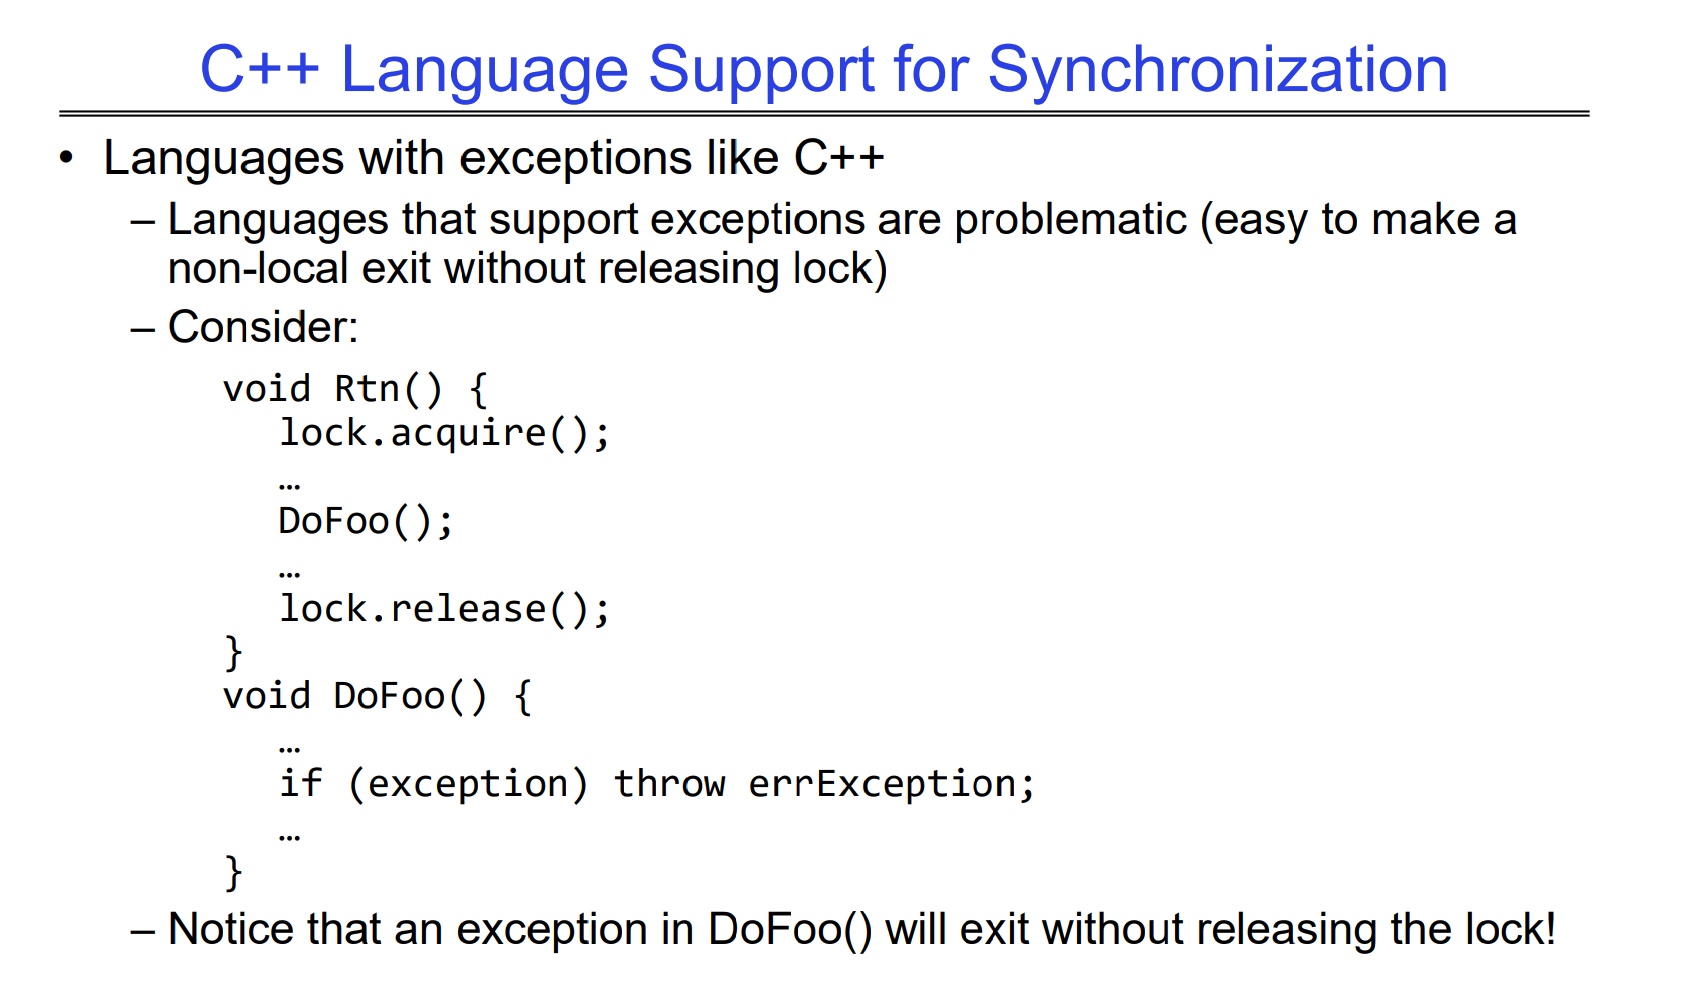 C++ Language Support for Synchronization
• Languages with exceptions like C++
– Languages that support exceptions are problematic (easy to make a
non-local exit without releasing lock)
– Consider:
void Rtn() {
lock.acquire();
…
DoFoo();
…
lock.release();
}
void DoFoo() {
…
if (exception) throw errException;
…
}
– Notice that an exception in DoFoo() will exit without releasing the lock!